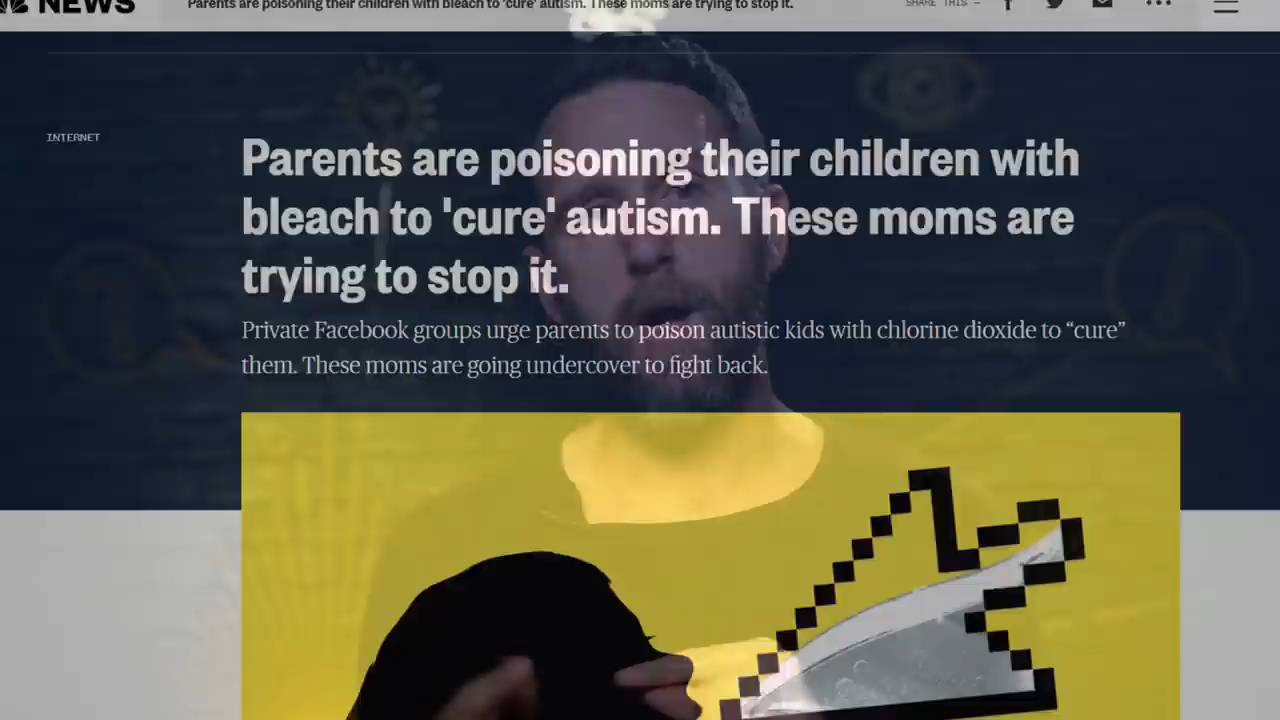 NEWS
Parents are poisoning their children with bleach to 'cure' autism. These moms are trying to stop it.
SHARE THIS —
INTERNET
Parents are poisoning their children with
bleach to 'cure' autism. These moms are
trying to stop it.
Private Facebook groups urge parents to poison autistic kids with chlorine dioxide to “cure”
them. These moms are going undercover to fight back.